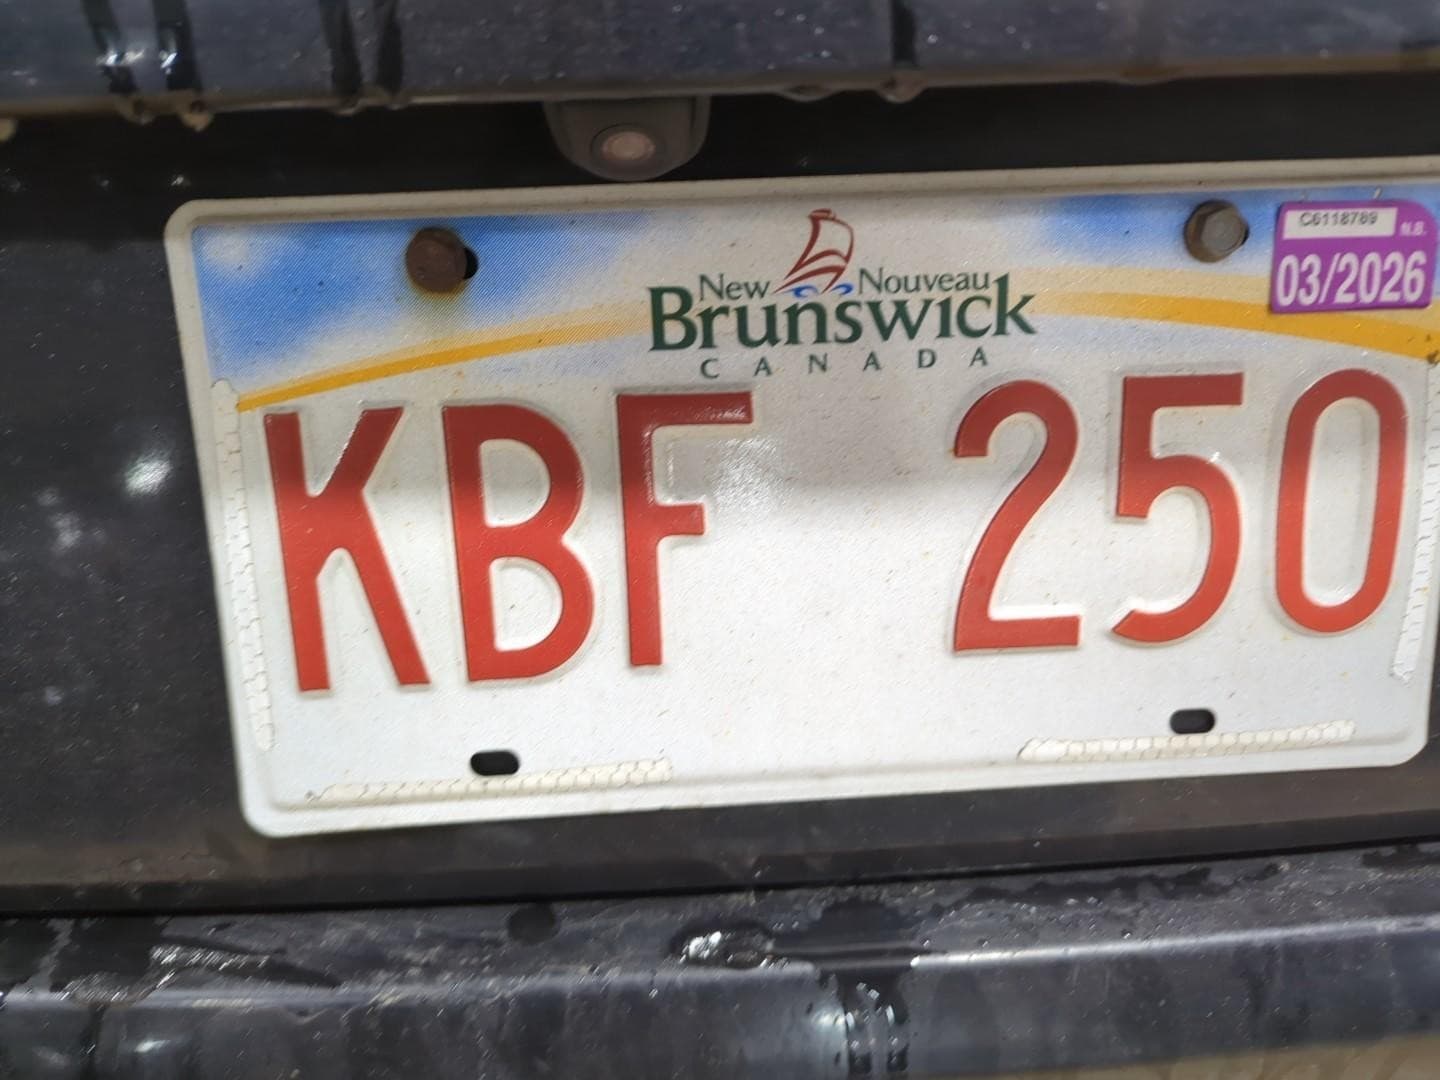 C6118789
N.B.
03/2026
New Nouveau
Brunswick
CANADA
KBF 250